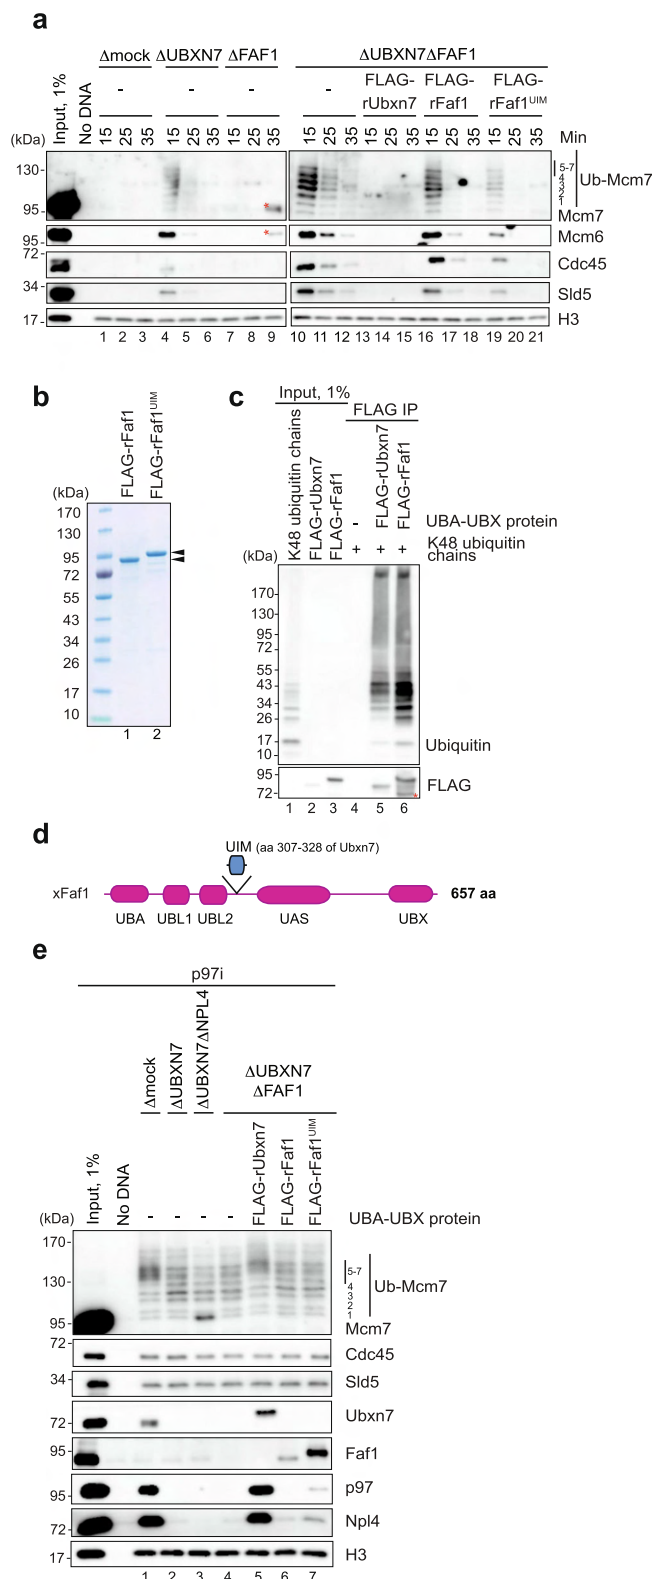 a
Δmock ΔUBXN7 ΔFAF1 ΔUBXN7ΔFAF1
Input, 1%
No DNA
- - - - FLAG-rUbxn7 FLAG-rFaf1 FLAG-rFaf1UIM
(kDa) 15 25 35 15 25 35 15 25 35 15 25 35 15 25 35 15 25 35 15 25 35 Min
130-
5-7
4
3
2
1
Ub-Mcm7
95-
*
Mcm7
95-
*
Mcm6
72-
Cdc45
34-
Sld5
17-
H3
1 2 3 4 5 6 7 8 9 10 11 12 13 14 15 16 17 18 19 20 21
b
FLAG-rFaf1
FLAG-rFaf1UIM
(kDa)
170
130
95
72
55
43
34
26
17
10
1 2
c
Input, 1%
FLAG IP
K48 ubiquitin chains
FLAG-rUbxn7
FLAG-rFaf1
- FLAG-rUbxn7 FLAG-rFaf1 UBA-UBX protein
+ + + K48 ubiquitin chains
(kDa)
170-
130-
95-
72-
55-
43-
34-
26-
17-
10-
Ubiquitin
95-
72-
*
FLAG
1 2 3 4 5 6
d
UIM (aa 307-328 of Ubxn7)
xFaf1 657 aa
UBA UBL1 UBL2 UAS UBX
e
p97i
Δmock
ΔUBXN7
ΔUBXN7ΔNPL4
ΔUBXN7
ΔFAF1
Input, 1%
No DNA
- - - - FLAG-rUbxn7 FLAG-rFaf1 FLAG-rFaf1UIM
(kDa) UBA-UBX protein
170-
130-
5-7
4
3
2
1
Ub-Mcm7
95-
Mcm7
72-
Cdc45
34-
Sld5
72-
Ubxn7
95-
Faf1
95-
p97
72-
Npl4
17-
H3
1 2 3 4 5 6 7